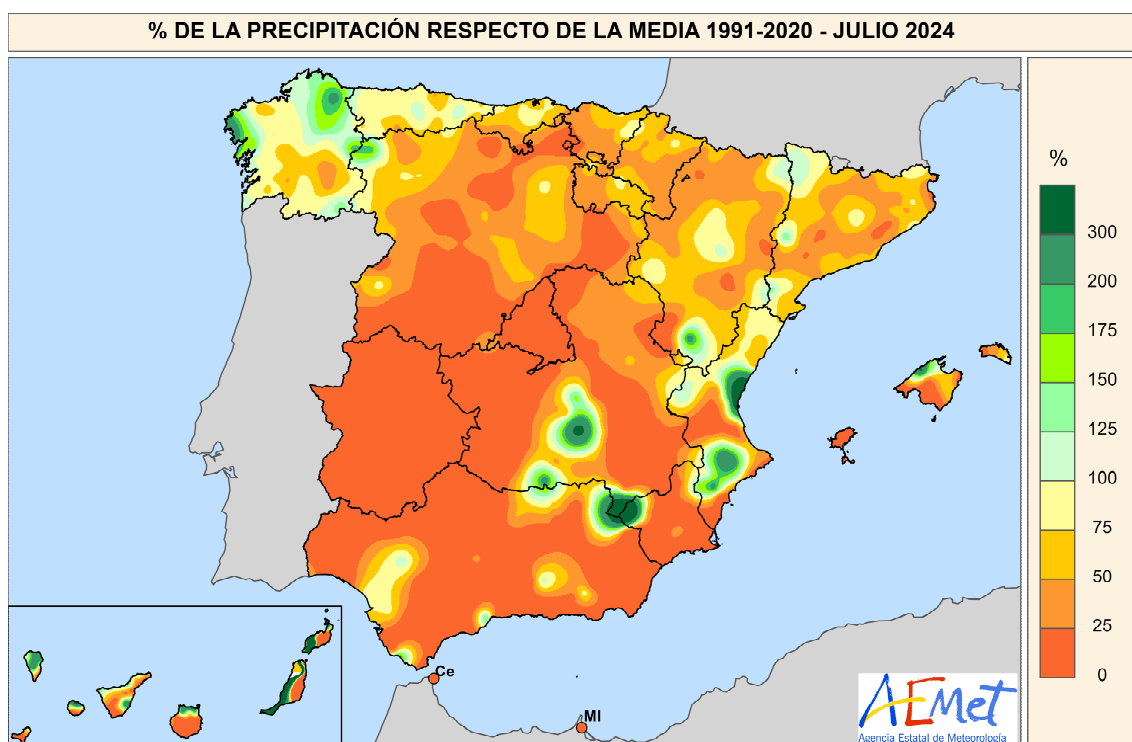 % DE LA PRECIPITACIÓN RESPECTO DE LA MEDIA 1991-2020 - JULIO 2024
%
300
200
175
150
125
100
75
50
25
0
Ce
Ml
AEMet
Agencia Estatal de Meteorología